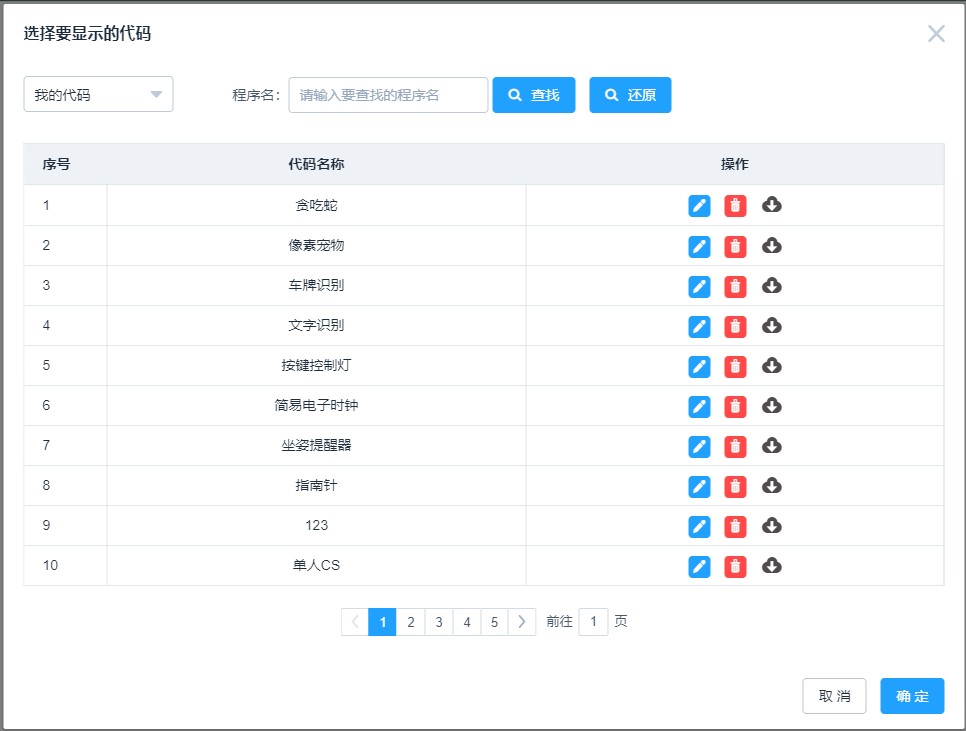 选择要显示的代码
我的代码 程序名： 请输入要查找的程序名 查找 还原
序号 代码名称 操作
1 贪吃蛇
2 像素宠物
3 车牌识别
4 文字识别
5 按键控制灯
6 简易电子时钟
7 坐姿提醒器
8 指南针
9 123
10 单人CS
1 2 3 4 5 前往 1 页
取 消 确 定